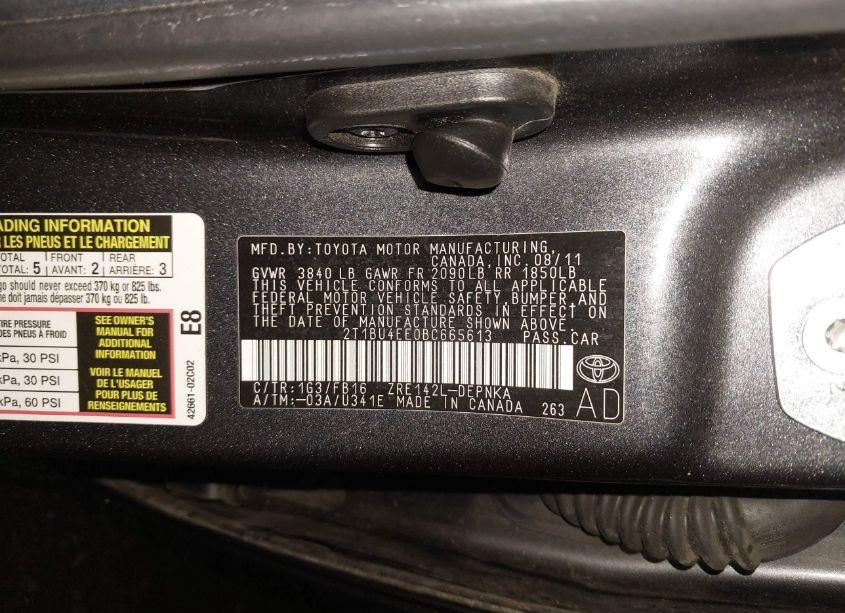 ADING INFORMATION
R LES PNEUS ET LE CHARGEMENT
TOTAL FRONT REAR
TOTAL: 5 AVANT: 2 ARRIÈRE: 3
go should never exceed 370 kg or 825 lbs.
ne doit jamais dépasser 370 kg ou 825 lb.
TIRE PRESSURE
DES PNEUS À FROID
kPa, 30 PSI
kPa, 30 PSI
kPa, 60 PSI
SEE OWNER'S
MANUAL FOR
ADDITIONAL
INFORMATION
VOIR LE MANUEL
DE L'USAGER
POUR PLUS DE
RENSEIGNEMENTS
E8
42661-02C02
MFD.BY:TOYOTA MOTOR MANUFACTURING,
CANADA,INC.08/11
GVWR 3840LB GAWR FR 2090LB RR 1850LB
THIS VEHICLE CONFORMS TO ALL APPLICABLE
FEDERAL MOTOR VEHICLE SAFETY,BUMPER,AND
THEFT PREVENTION STANDARDS IN EFFECT ON
THE DATE OF MANUFACTURE SHOWN ABOVE.
2T1BU4EE0BC665613 PASS.CAR
C/TR:1G3/FB16 ZRE142L-DEPNKA
A/TM:-03A/U341E MADE IN CANADA 263
AD